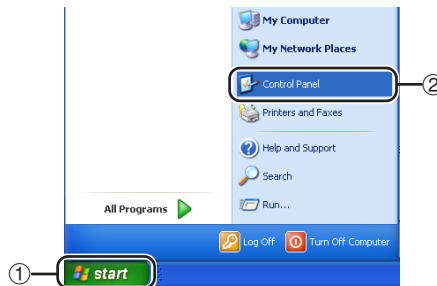 My Computer
My Network Places
Control Panel
②
Printers and Faxes
Help and Support
Search
All Programs
Run...
Log Off
Turn Off Computer
①
start